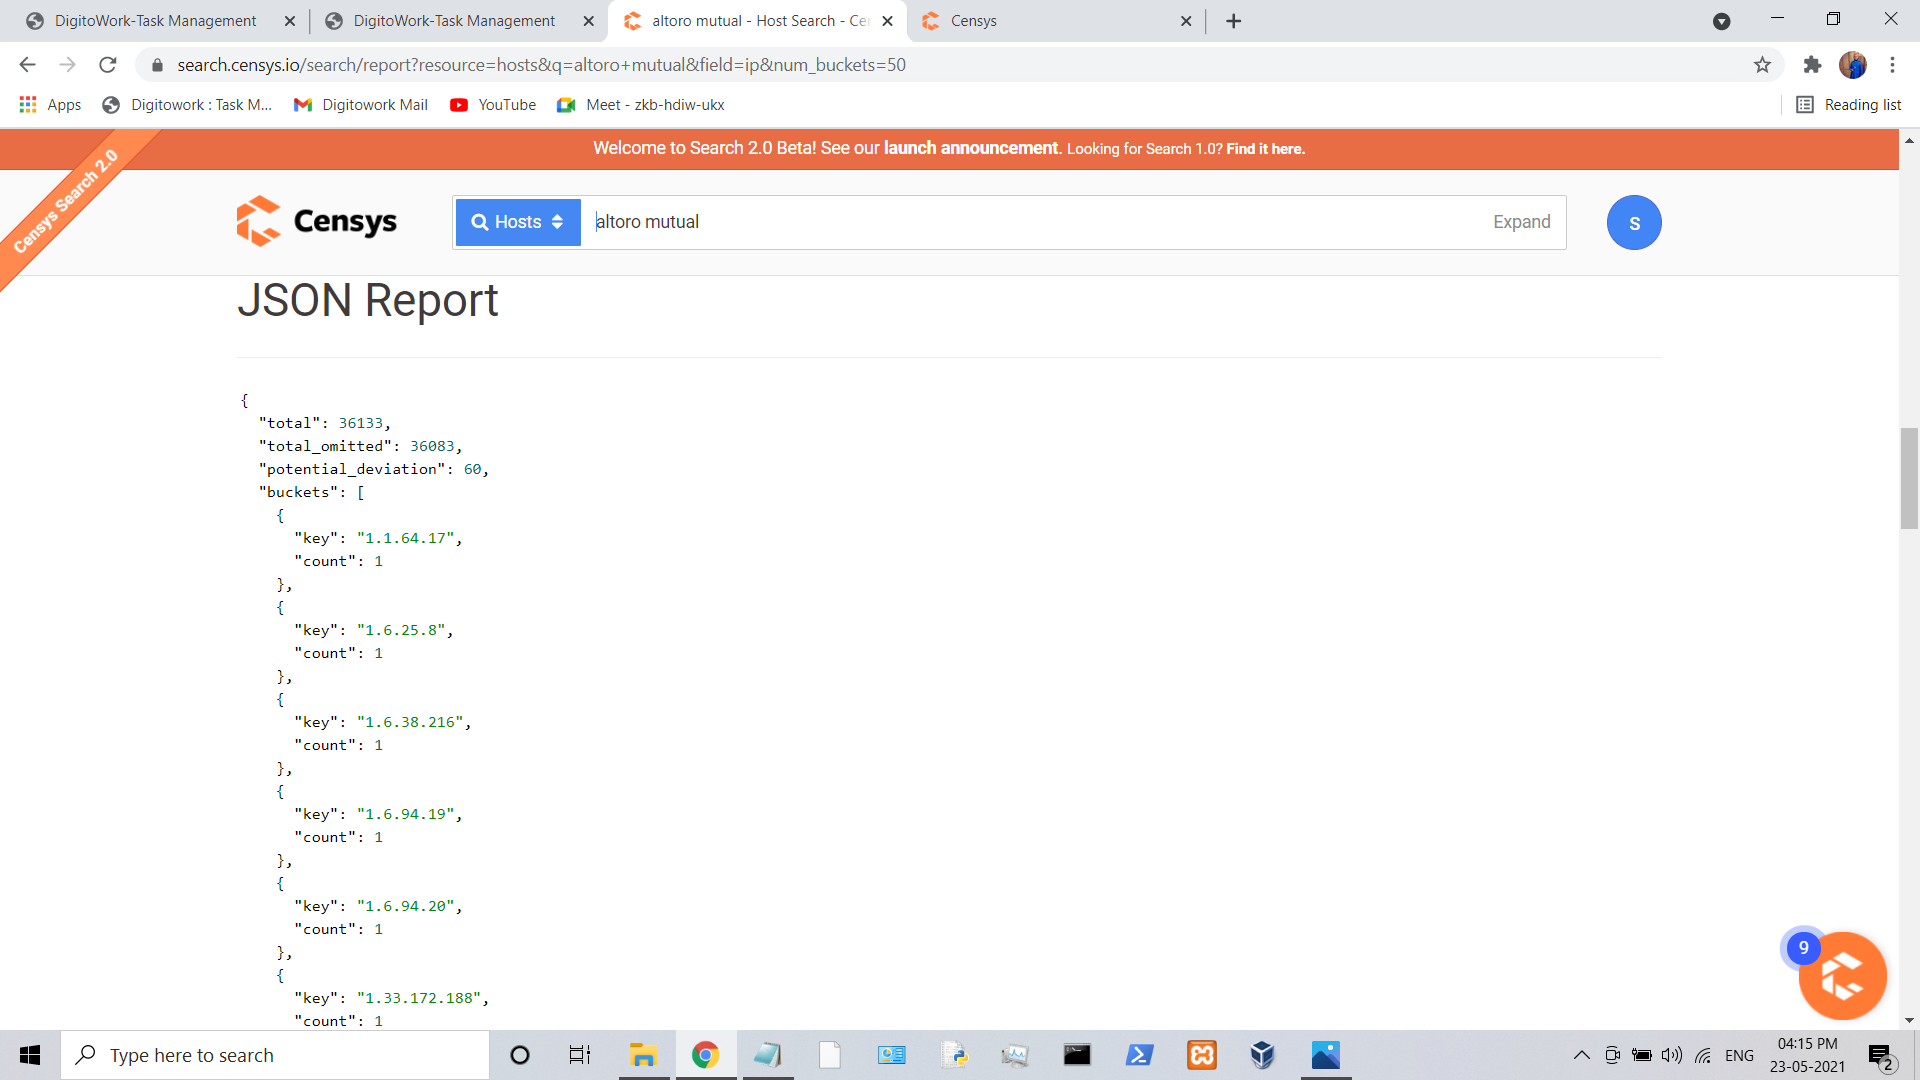 DigitoWork-Task Management
DigitoWork-Task Management
altoro mutual - Host Search - Ce
Censys
search.censys.io/search/report?resource=hosts&q=altoro+mutual&field=ip&num_buckets=50
Apps
Digitowork : Task M...
Digitowork Mail
YouTube
Meet - zkb-hdiw-ukx
Reading list
Welcome to Search 2.0 Beta! See our launch announcement. Looking for Search 1.0? Find it here.
Censys Search 2.0
Censys
Hosts
altoro mutual
Expand
S
JSON Report
{
"total": 36133,
"total_omitted": 36083,
"potential_deviation": 60,
"buckets": [
{
"key": "1.1.64.17",
"count": 1
},
{
"key": "1.6.25.8",
"count": 1
},
{
"key": "1.6.38.216",
"count": 1
},
{
"key": "1.6.94.19",
"count": 1
},
{
"key": "1.6.94.20",
"count": 1
},
{
"key": "1.33.172.188",
"count": 1
9
Type here to search
ENG
04:15 PM
23-05-2021
2